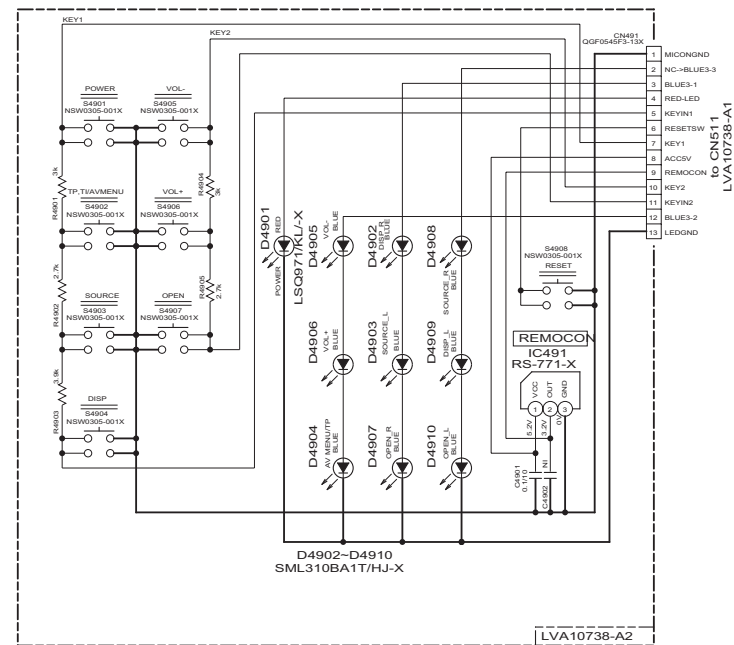 KEY1
KEY2
CN491
QGF0545F3-13X
1 MICONGND
2 NC->BLUE3-3
3 BLUE3-1
4 RED-LED
5 KEYIN1
6 RESETSW
7 KEY1
8 ACC5V
9 REMOCON
10 KEY2
11 KEYIN2
12 BLUE3-2
13 LEDGND
to CN511
LVA10738-A1
POWER
S4901
NSW0305-001X
VOL-
S4905
NSW0305-001X
3k
R4901
R4904
3k
TP,TI/AVMENU
S4902
NSW0305-001X
VOL+
S4906
NSW0305-001X
2.7k
R4902
R4905
2.7k
SOURCE
S4903
NSW0305-001X
OPEN
S4907
NSW0305-001X
3.9k
R4903
DISP
S4904
NSW0305-001X
D4901
RED
POWER
LSQ971/KL/-X
D4905
VOL-
BLUE
D4902
DISP_R
BLUE
D4908
SOURCE_R
BLUE
D4906
VOL+
BLUE
D4903
SOURCE_L
BLUE
D4909
DISP_L
BLUE
D4904
AV MENU/TP
BLUE
D4907
OPEN_R
BLUE
D4910
OPEN_L
BLUE
S4908
NSW0305-001X
RESET
REMOCON
IC491
RS-771-X
VCC
OUT
GND
1 2 3
5.2V
3.2V
0V
C4901
0.1/10
C4902
NI
D4902~D4910
SML310BA1T/HJ-X
LVA10738-A2